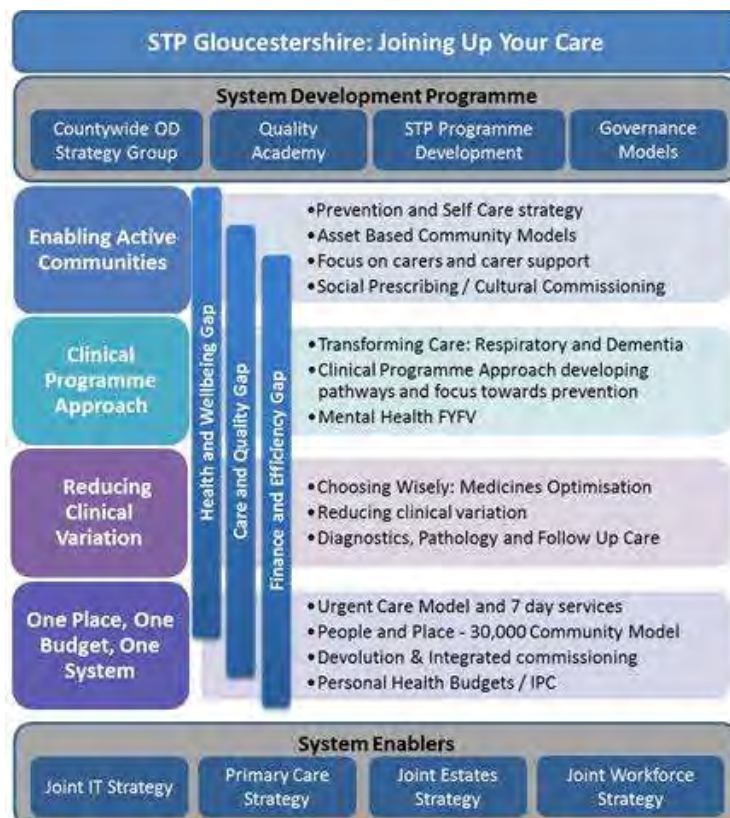 STP Gloucestershire: Joining Up Your Care
System Development Programme
Countywide OD
Strategy Group
Quality
Academy
STP Programme
Development
Governance
Models
Enabling Active
Communities
•Prevention and Self Care strategy
•Asset Based Community Models
•Focus on carers and carer support
•Social Prescribing / Cultural Commissioning
Clinical
Programme
Approach
•Transforming Care: Respiratory and Dementia
•Clinical Programme Approach developing
pathways and focus towards prevention
•Mental Health FYFV
Reducing
Clinical
Variation
•Choosing Wisely: Medicines Optimisation
•Reducing clinical variation
•Diagnostics, Pathology and Follow Up Care
One Place, One
Budget, One
System
•Urgent Care Model and 7 day services
•People and Place - 30,000 Community Model
•Devolution & Integrated commissioning
•Personal Health Budgets / IPC
Health and Wellbeing Gap
Care and Quality Gap
Finance and Efficiency Gap
System Enablers
Joint IT Strategy
Primary Care
Strategy
Joint Estates
Strategy
Joint Workforce
Strategy